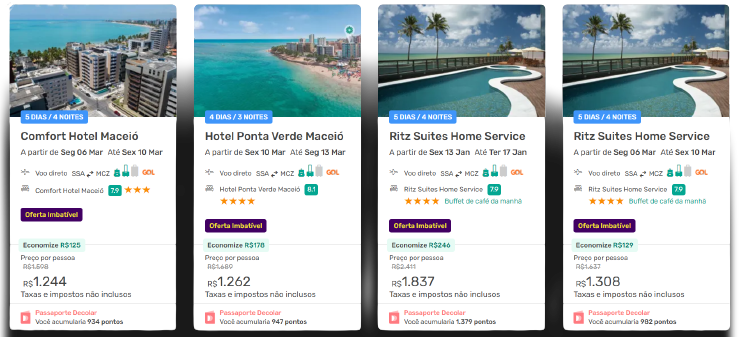 5 DIAS / 4 NOITES
Comfort Hotel Maceió
A partir de Seg 06 Mar Até Sex 10 Mar
Voo direto SSA MCZ GOL
Comfort Hotel Maceió 7,9
Oferta Imbatível
Economize R$125
Preço por pessoa
R$1.598
R$1.244
Taxas e impostos não inclusos
Passaporte Decolar
Você acumularia 934 pontos
4 DIAS / 3 NOITES
Hotel Ponta Verde Maceió
A partir de Sex 10 Mar Até Seg 13 Mar
Voo direto SSA MCZ GOL
Hotel Ponta Verde Maceió 8.1
Oferta Imbatível
Economize R$178
Preço por pessoa
R$1.689
R$1.262
Taxas e impostos não inclusos
Passaporte Decolar
Você acumularia 947 pontos
5 DIAS / 4 NOITES
Ritz Suites Home Service
A partir de Sex 13 Jan Até Ter 17 Jan
Voo direto SSA MCZ GOL
Ritz Suites Home Service 7.9
Buffet de café da manhã
Oferta Imbatível
Economize R$246
Preço por pessoa
R$2.411
R$1.837
Taxas e impostos não inclusos
Passaporte Decolar
Você acumularia 1.379 pontos
5 DIAS / 4 NOITES
Ritz Suites Home Service
A partir de Seg 06 Mar Até Sex 10 Mar
Voo direto SSA MCZ GOL
Ritz Suites Home Service 7.9
Buffet de café da manhã
Oferta Imbatível
Economize R$129
Preço por pessoa
R$1.637
R$1.308
Taxas e impostos não inclusos
Passaporte Decolar
Você acumularia 982 pontos